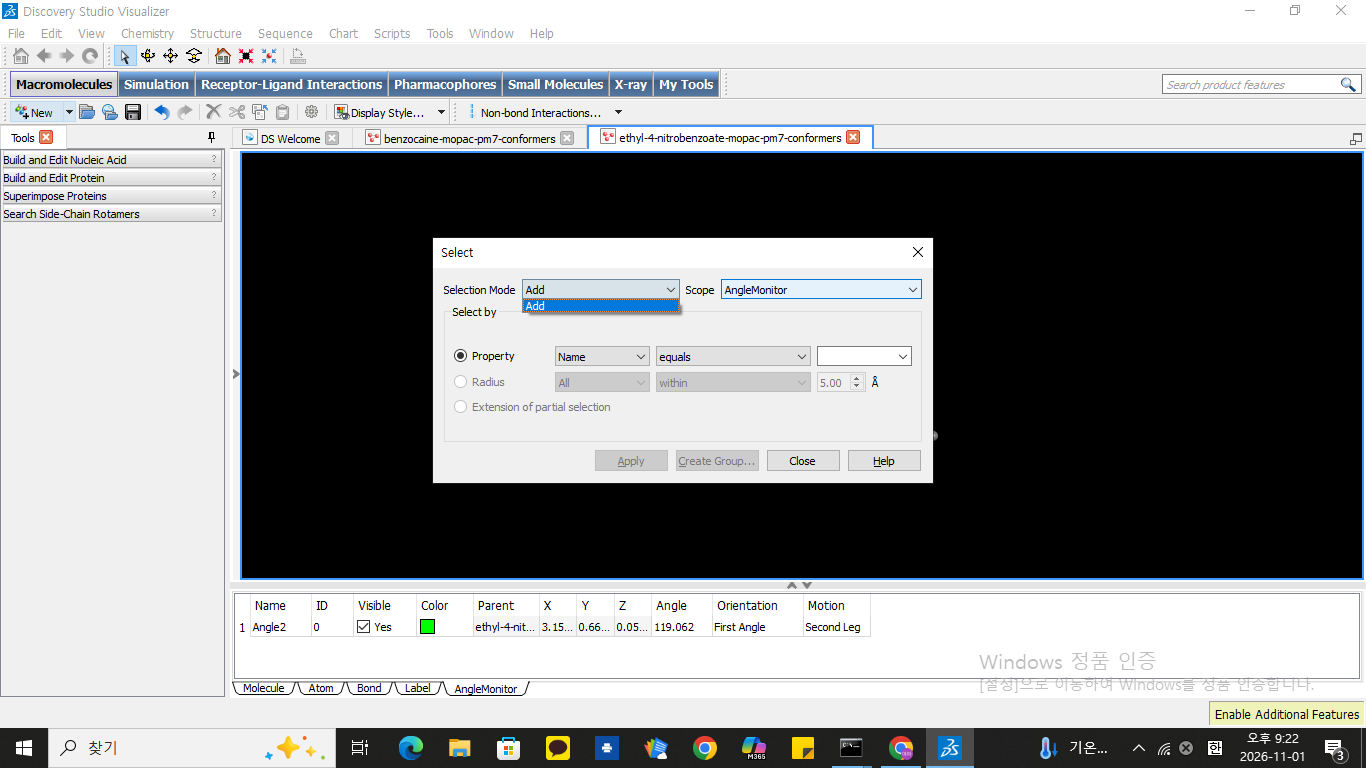 Discovery Studio Visualizer
File Edit View Chemistry Structure Sequence Chart Scripts Tools Window Help
Macromolecules Simulation Receptor-Ligand Interactions Pharmacophores Small Molecules X-ray My Tools Search product features
New Display Style... Non-bond Interactions...
Tools DS Welcome benzocaine-mopac-pm7-conformers ethyl-4-nitrobenzoate-mopac-pm7-conformers
Build and Edit Nucleic Acid ?
Build and Edit Protein ?
Superimpose Proteins ?
Search Side-Chain Rotamers ?
Select
Selection Mode Add Scope AngleMonitor
Add
Select by
Property Name equals
Radius All within 5.00 Å
Extension of partial selection
Apply Create Group... Close Help
Name ID Visible Color Parent X Y Z Angle Orientation Motion
1 Angle2 0 Yes ethyl-4-nit... 3.15... 0.66... 0.05... 119.062 First Angle Second Leg
Windows 정품 인증
[설정]으로 이동하여 Windows를 정품 인증합니다.
Molecule Atom Bond Label AngleMonitor
Enable Additional Features
찾기 M365 기온... 한 오후 9:22
2026-11-01 3